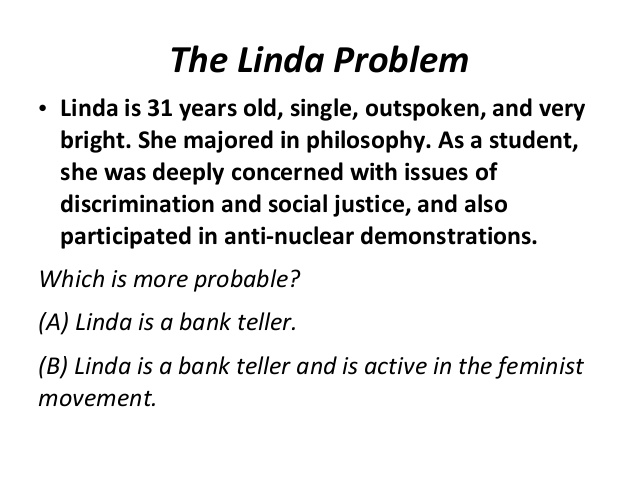 The Linda Problem
• Linda is 31 years old, single, outspoken, and very
bright. She majored in philosophy. As a student,
she was deeply concerned with issues of
discrimination and social justice, and also
participated in anti-nuclear demonstrations.
Which is more probable?
(A) Linda is a bank teller.
(B) Linda is a bank teller and is active in the feminist
movement.